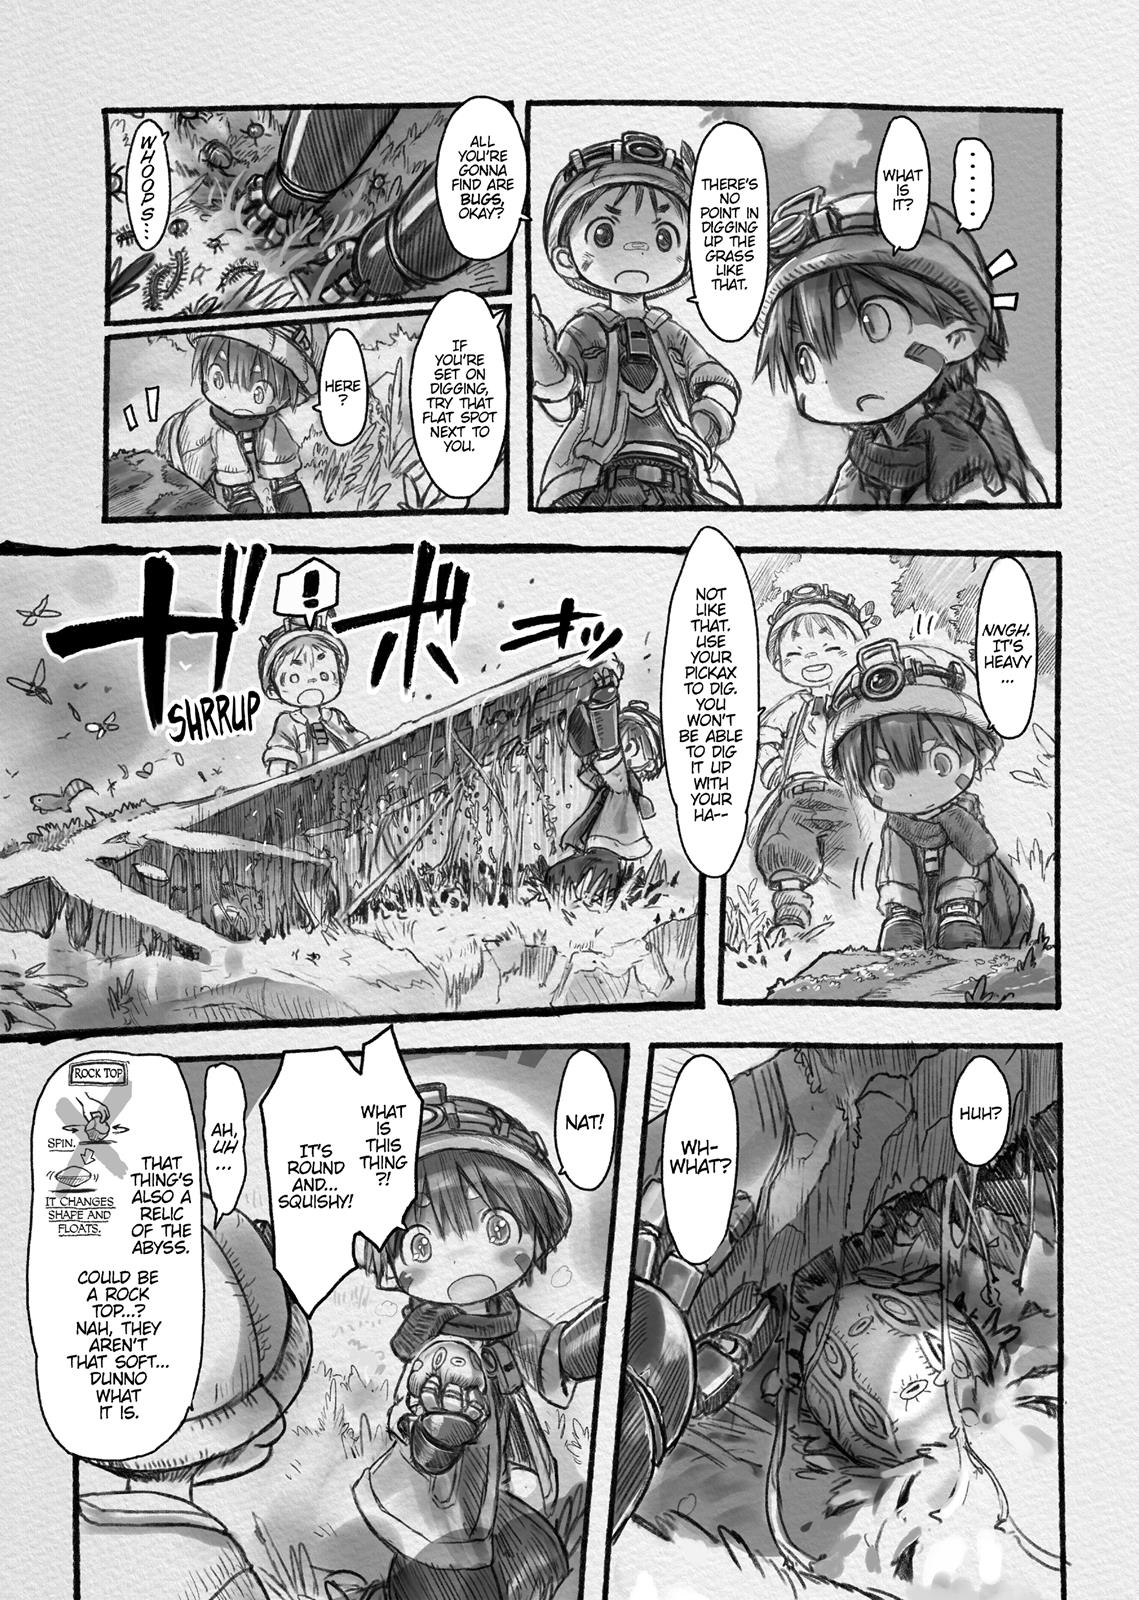 ......
WHAT
IS
IT?
THERE'S
NO
POINT IN
DIGGING
UP THE
GRASS
LIKE
THAT.
ALL
YOU'RE
GONNA
FIND ARE
BUGS,
OKAY?
WHOOPS...
IF
YOU'RE
SET ON
DIGGING,
TRY THAT
FLAT SPOT
NEXT TO
YOU.
HERE
?
NNGH.
IT'S
HEAVY
...
NOT
LIKE
THAT. USE
YOUR
PICKAX
TO DIG.
YOU
WON'T
BE ABLE
TO DIG
IT UP
WITH
YOUR
HA--
!
ガボオッ
SHRRUP
HUH?
WH-
WHAT?
NAT!
WHAT
IS
THIS
THING
?!
IT'S
ROUND
AND...
SQUISHY!
AH,
UH
...
ROCK TOP
SPIN.
IT CHANGES
SHAPE AND
FLOATS.
THAT
THING'S
ALSO A
RELIC
OF THE
ABYSS.
COULD BE
A ROCK
TOP...?
NAH, THEY
AREN'T
THAT SOFT...
DUNNO
WHAT
IT IS.